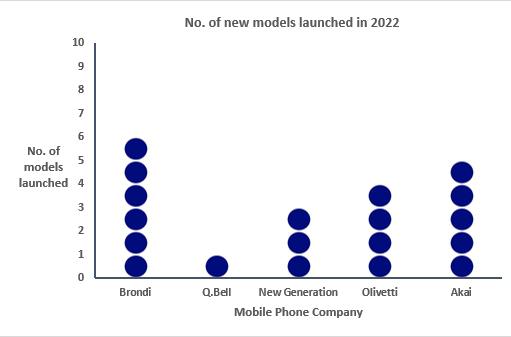 No. of new models launched in 2022
10
9
8
7
6
5
4
3
2
1
0
No. of
models
launched
Brondi
Q.Bell
New Generation
Olivetti
Akai
Mobile Phone Company